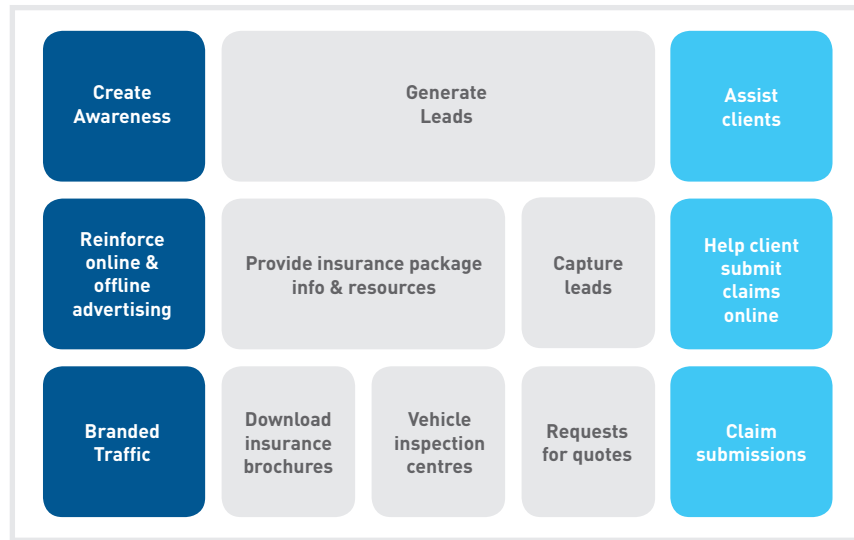 Create
Awareness
Generate
Leads
Assist
clients
Reinforce
online &
offline
advertising
Provide insurance package
info & resources
Capture
leads
Help client
submit
claims
online
Branded
Traffic
Download
insurance
brochures
Vehicle
inspection
centres
Requests
for quotes
Claim
submissions